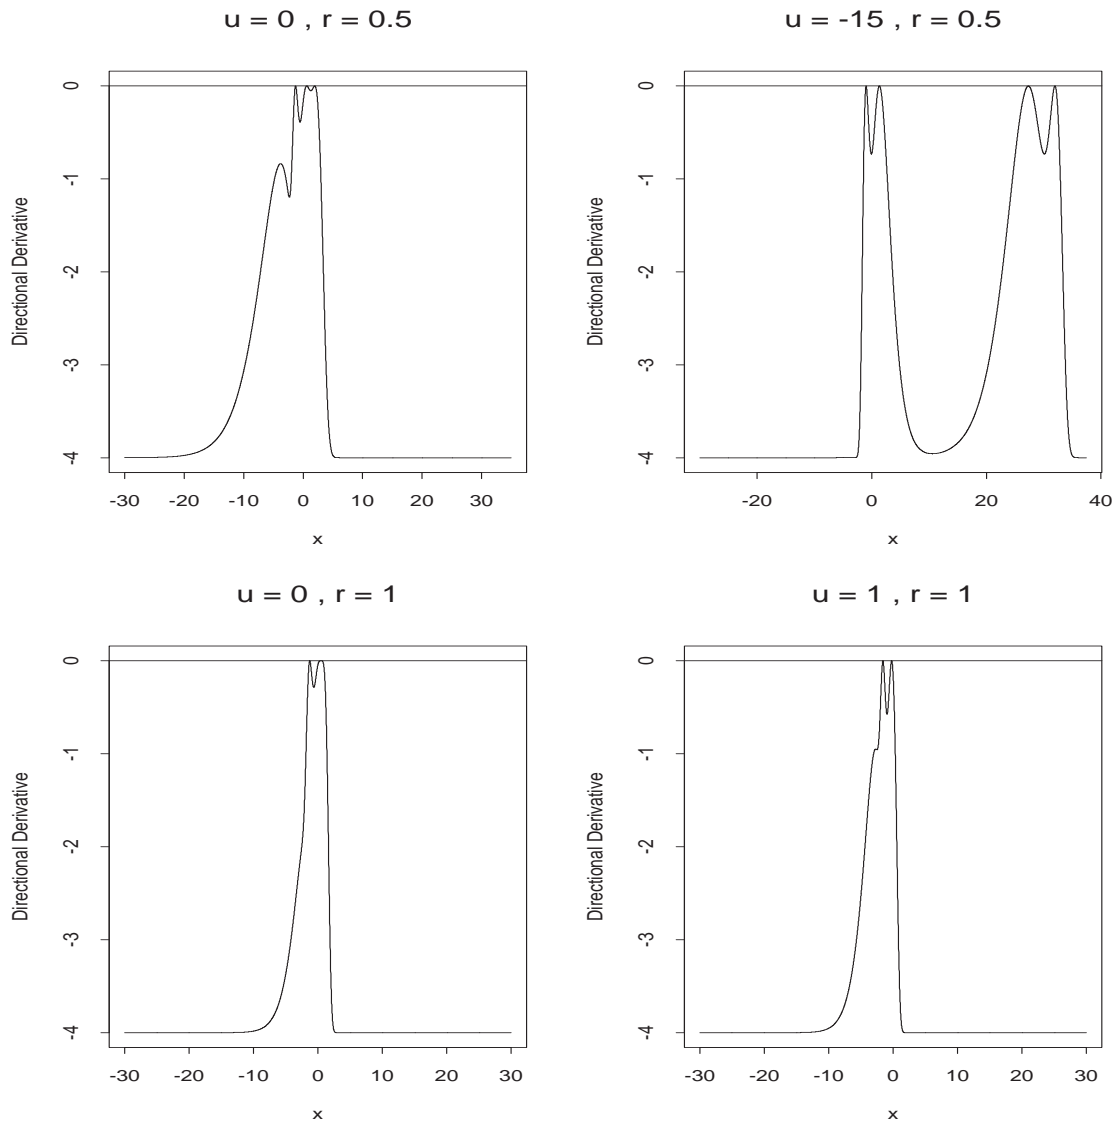 u = 0 , r = 0.5
Directional Derivative
0
-1
-2
-3
-4
-30 -20 -10 0 10 20 30
x
u = -15 , r = 0.5
Directional Derivative
0
-1
-2
-3
-4
-20 0 20 40
x
u = 0 , r = 1
Directional Derivative
0
-1
-2
-3
-4
-30 -20 -10 0 10 20 30
x
u = 1 , r = 1
Directional Derivative
0
-1
-2
-3
-4
-30 -20 -10 0 10 20 30
x